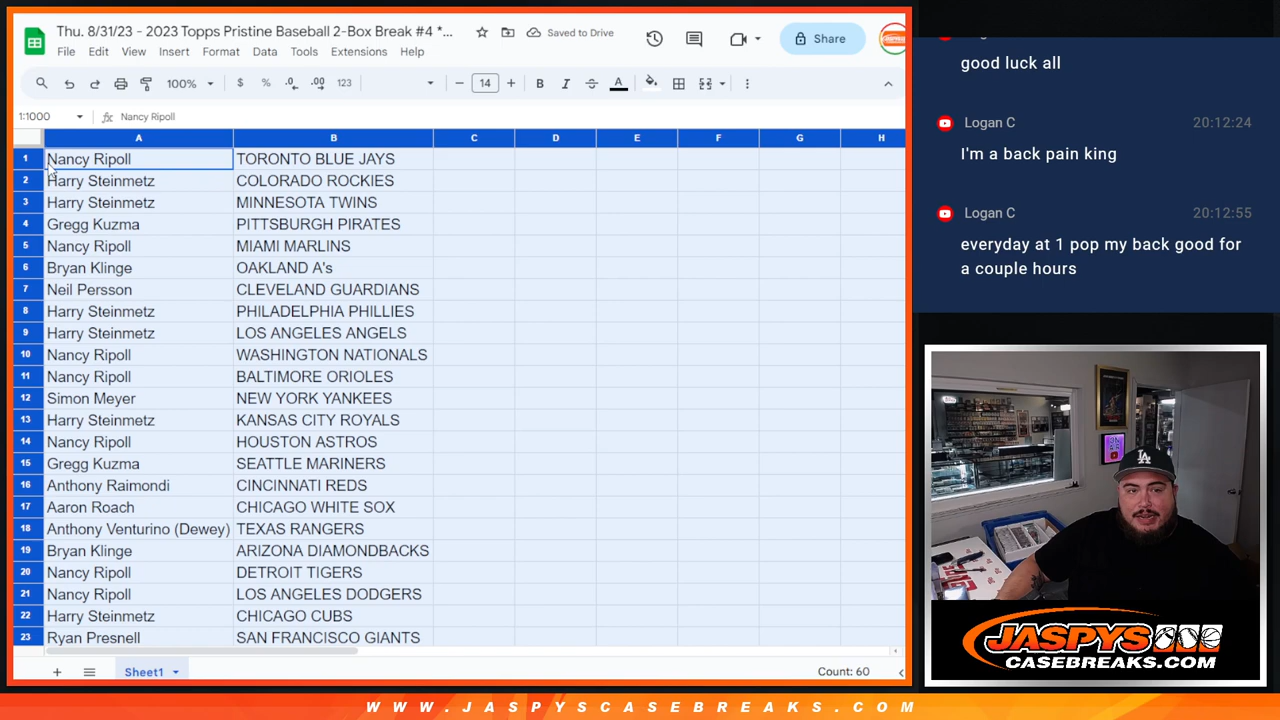 Thu. 8/31/23 - 2023 Topps Pristine Baseball 2-Box Break #4 *...
Saved to Drive
Share
File Edit View Insert Format Data Tools Extensions Help
100% $ % .0 .00 123 14 B I S A
1:1000 fx Nancy Ripoll
A B C D E F G H
1 Nancy Ripoll TORONTO BLUE JAYS
2 Harry Steinmetz COLORADO ROCKIES
3 Harry Steinmetz MINNESOTA TWINS
4 Gregg Kuzma PITTSBURGH PIRATES
5 Nancy Ripoll MIAMI MARLINS
6 Bryan Klinge OAKLAND A's
7 Neil Persson CLEVELAND GUARDIANS
8 Harry Steinmetz PHILADELPHIA PHILLIES
9 Harry Steinmetz LOS ANGELES ANGELS
10 Nancy Ripoll WASHINGTON NATIONALS
11 Nancy Ripoll BALTIMORE ORIOLES
12 Simon Meyer NEW YORK YANKEES
13 Harry Steinmetz KANSAS CITY ROYALS
14 Nancy Ripoll HOUSTON ASTROS
15 Gregg Kuzma SEATTLE MARINERS
16 Anthony Raimondi CINCINNATI REDS
17 Aaron Roach CHICAGO WHITE SOX
18 Anthony Venturino (Dewey) TEXAS RANGERS
19 Bryan Klinge ARIZONA DIAMONDBACKS
20 Nancy Ripoll DETROIT TIGERS
21 Nancy Ripoll LOS ANGELES DODGERS
22 Harry Steinmetz CHICAGO CUBS
23 Ryan Presnell SAN FRANCISCO GIANTS
Sheet1
Count: 60
good luck all
Logan C 20:12:24
I'm a back pain king
Logan C 20:12:55
everyday at 1 pop my back good for
a couple hours
LA
JASPYS
CASEBREAKS.COM
WWW.JASPYSCASEBREAKS.COM